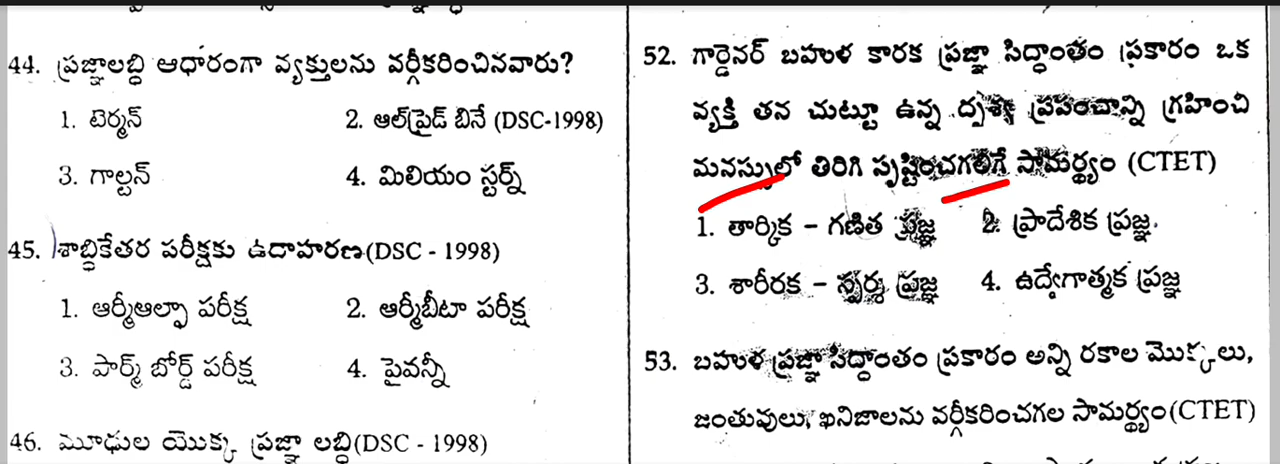 44. ప్రజ్ఞాలబ్ధి ఆధారంగా వ్యక్తులను వర్గీకరించినవారు?
1. టెర్మన్ 2. ఆల్‌ఫ్రైడ్ బినే (DSC-1998)
3. గాల్టన్ 4. మిలియం స్టర్న్
45. శాబ్ధికేతర పరీక్షకు ఉదాహరణ(DSC - 1998)
1. ఆర్మీఆల్ఫా పరీక్ష 2. ఆర్మీబీటా పరీక్ష
3. పార్మ్ బోర్డ్ పరీక్ష 4. పైవన్నీ
46. మూఢుల యొక్క ప్రజ్ఞా లబ్ధి(DSC - 1998)
52. గార్డెనర్ బహుళ కారక ప్రజ్ఞా సిద్ధాంతం ప్రకారం ఒక
వ్యక్తి తన చుట్టూ ఉన్న దృశ్య ప్రపంచాన్ని గ్రహించి
మనస్సులో తిరిగి సృష్టించగలిగే సామర్థ్యం (CTET)
1. తార్కిక - గణిత ప్రజ్ఞ 2. ప్రాదేశిక ప్రజ్ఞ
3. శారీరక - స్పర్శ ప్రజ్ఞ 4. ఉద్వేగాత్మక ప్రజ్ఞ
53. బహుళ ప్రజ్ఞా సిద్ధాంతం ప్రకారం అన్ని రకాల మొక్కలు,
జంతువులు, ఖనిజాలను వర్గీకరించగల సామర్థ్యం(CTET)